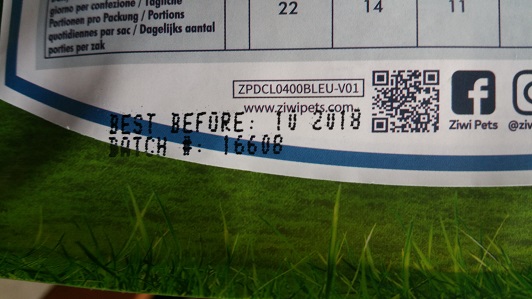 giorno per confezione / Tägliche
Portionen pro Packung / Portions
quotidiennes par sac / Dagelijks aantal
porties per zak
22 14 11
ZPDCL0400BLEU-V01
www.ziwipets.com
Ziwi Pets
BEST BEFORE: 10 2018
BATCH #: 16608